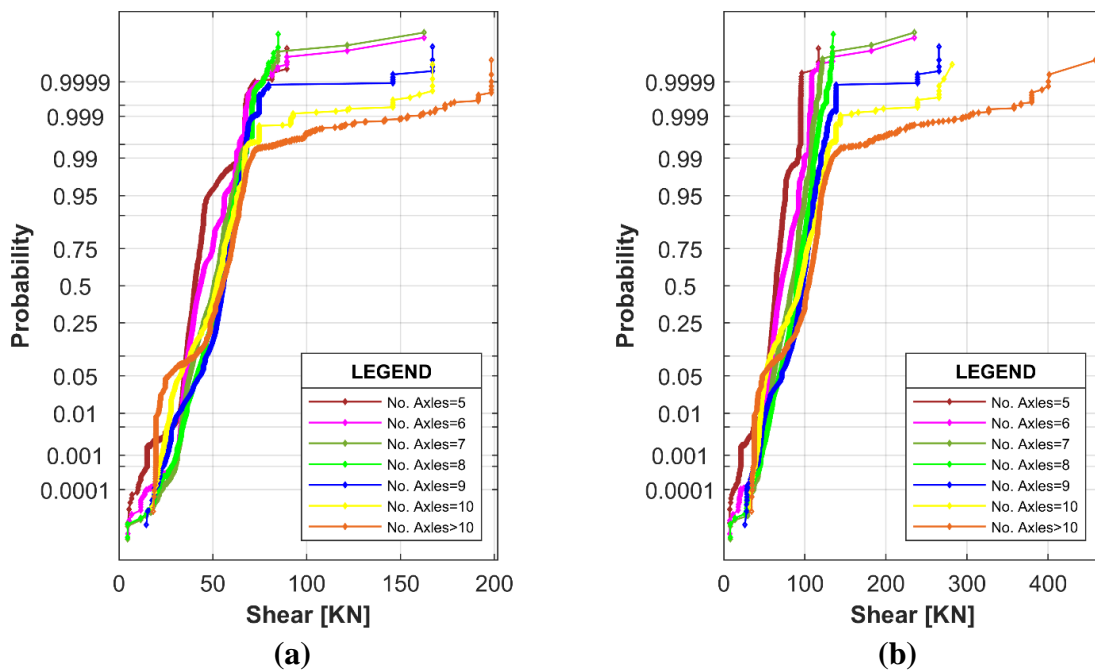 0.9999
0.999
0.99
0.95
0.75
0.5
0.25
0.05
0.01
0.001
0.0001
Probability
0 50 100 150 200
Shear [KN]
LEGEND
No. Axles=5
No. Axles=6
No. Axles=7
No. Axles=8
No. Axles=9
No. Axles=10
No. Axles>10
(a)
0.9999
0.999
0.99
0.95
0.75
0.5
0.25
0.05
0.01
0.001
0.0001
Probability
0 100 200 300 400
Shear [KN]
LEGEND
No. Axles=5
No. Axles=6
No. Axles=7
No. Axles=8
No. Axles=9
No. Axles=10
No. Axles>10
(b)